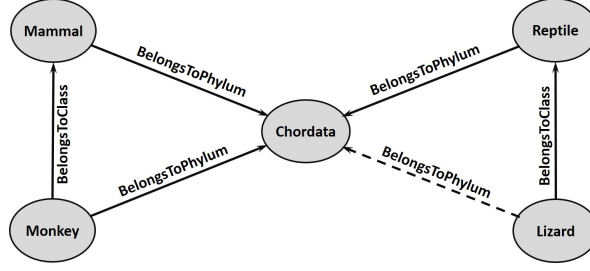 Mammal
Reptile
BelongsToPhylum
BelongsToPhylum
BelongsToClass
Chordata
BelongsToClass
BelongsToPhylum
BelongsToPhylum
Monkey
Lizard